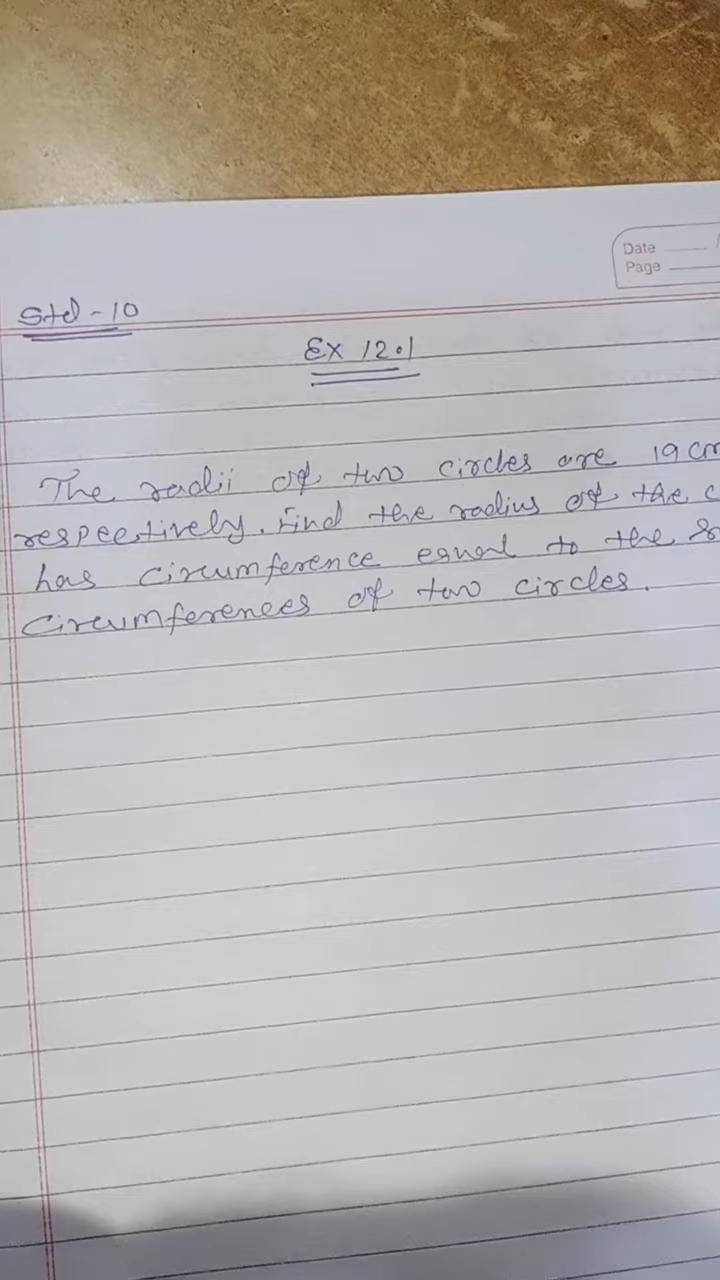 Date
Page
Std - 10
Ex 12.1
The radii of two circles are 19 cm
respectively. Find the radius of the
has circumference equal to the
circumferences of two circles.